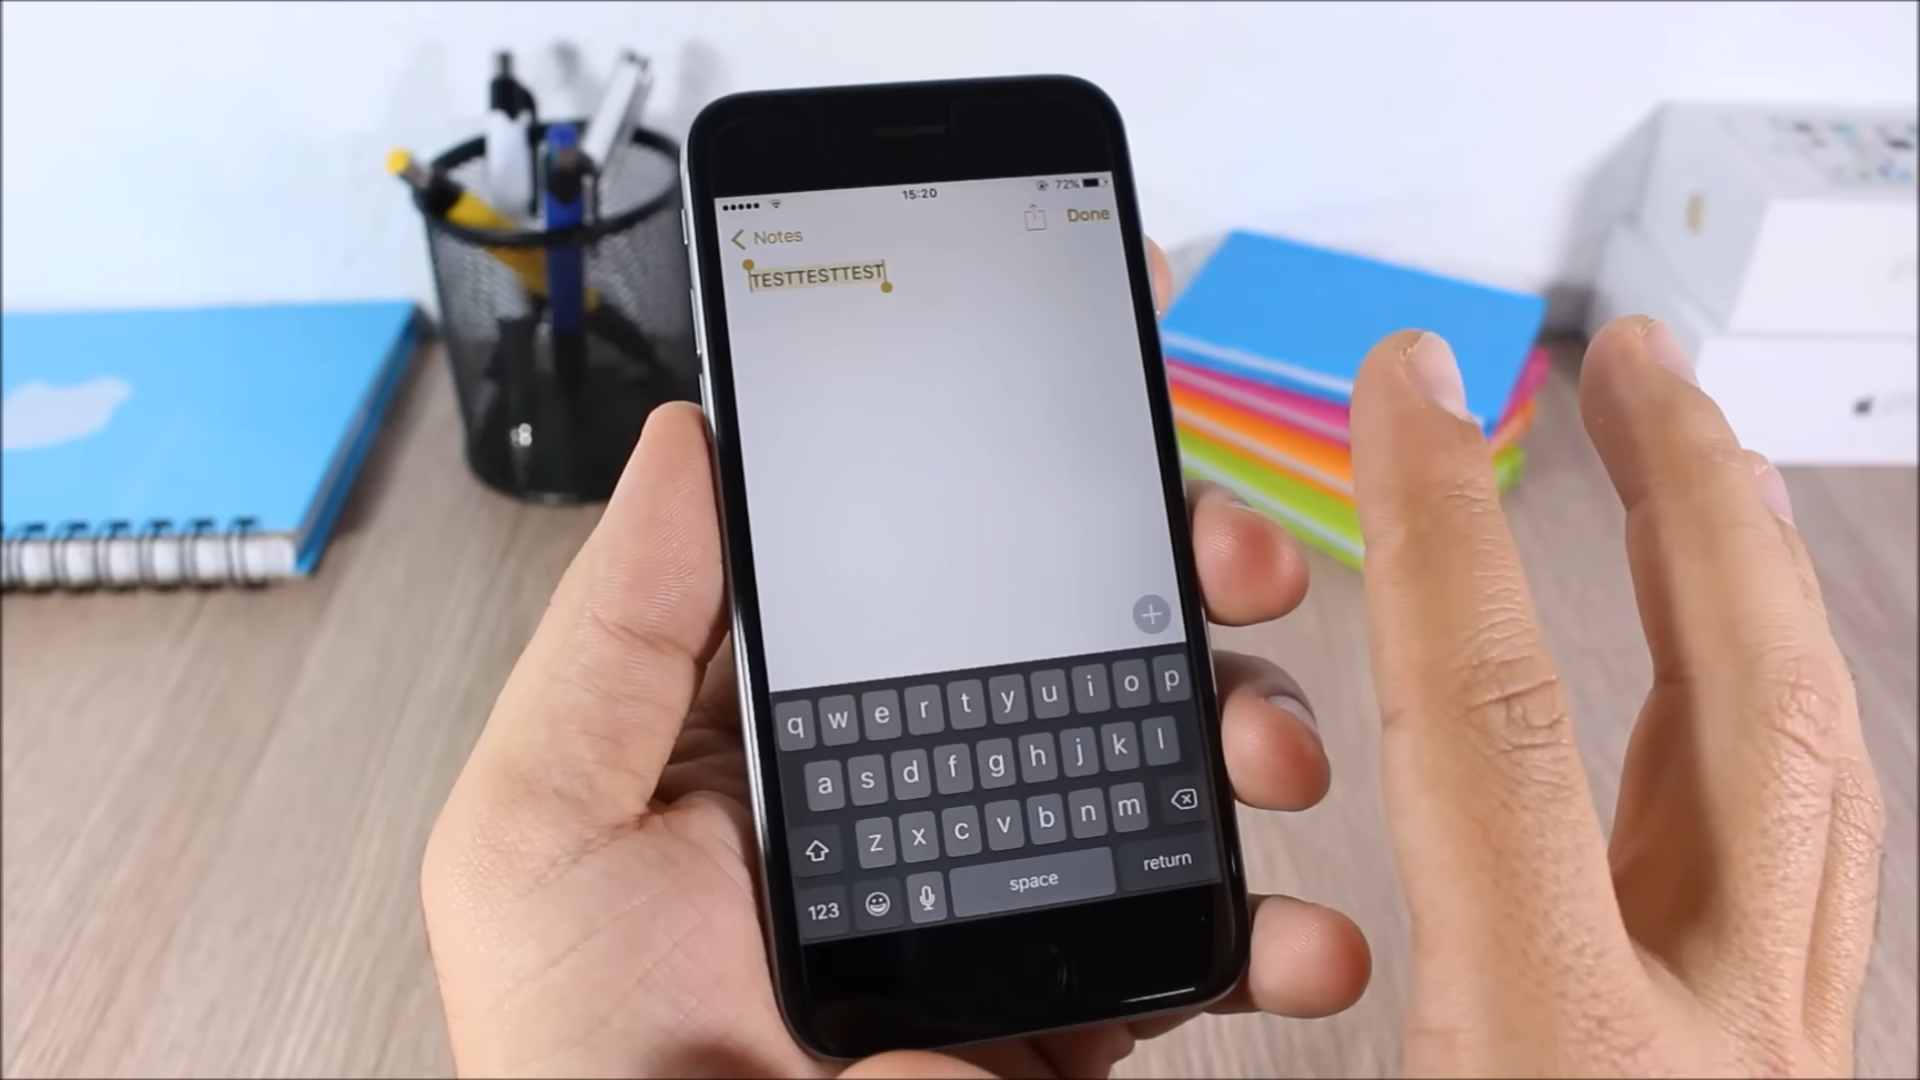 15:20
72%
Notes
Done
TESTTESTTEST
q w e r t y u i o p
a s d f g h j k l
z x c v b n m
123 space return